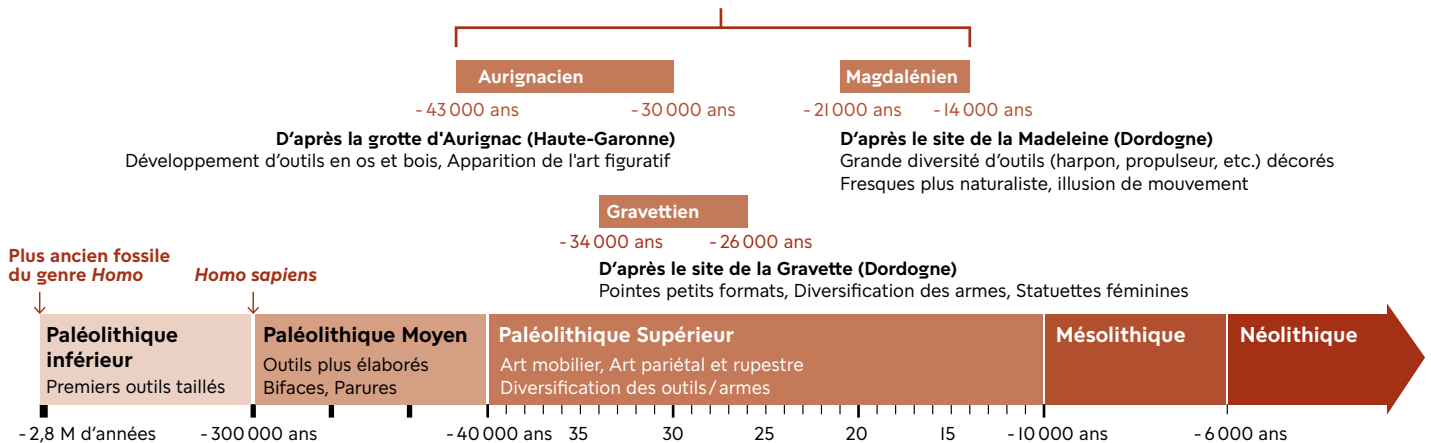 Aurignacien
Magdalénien
-43 000 ans
-30 000 ans
-21 000 ans
-14 000 ans
D'après la grotte d'Aurignac (Haute-Garonne)
Développement d'outils en os et bois, Apparition de l'art figuratif
D'après le site de la Madeleine (Dordogne)
Grande diversité d'outils (harpon, propulseur, etc.) décorés
Fresques plus naturaliste, illusion de mouvement
Gravettien
-34 000 ans
-26 000 ans
D'après le site de la Gravette (Dordogne)
Pointes petits formats, Diversification des armes, Statuettes féminines
Plus ancien fossile
du genre Homo
Homo sapiens
Paléolithique
inférieur
Premiers outils taillés
Paléolithique Moyen
Outils plus élaborés
Bifaces, Parures
Paléolithique Supérieur
Art mobilier, Art pariétal et rupestre
Diversification des outils/armes
Mésolithique
Néolithique
-2,8 M d'années
-300 000 ans
-40 000 ans
35
30
25
20
15
-10 000 ans
-6 000 ans